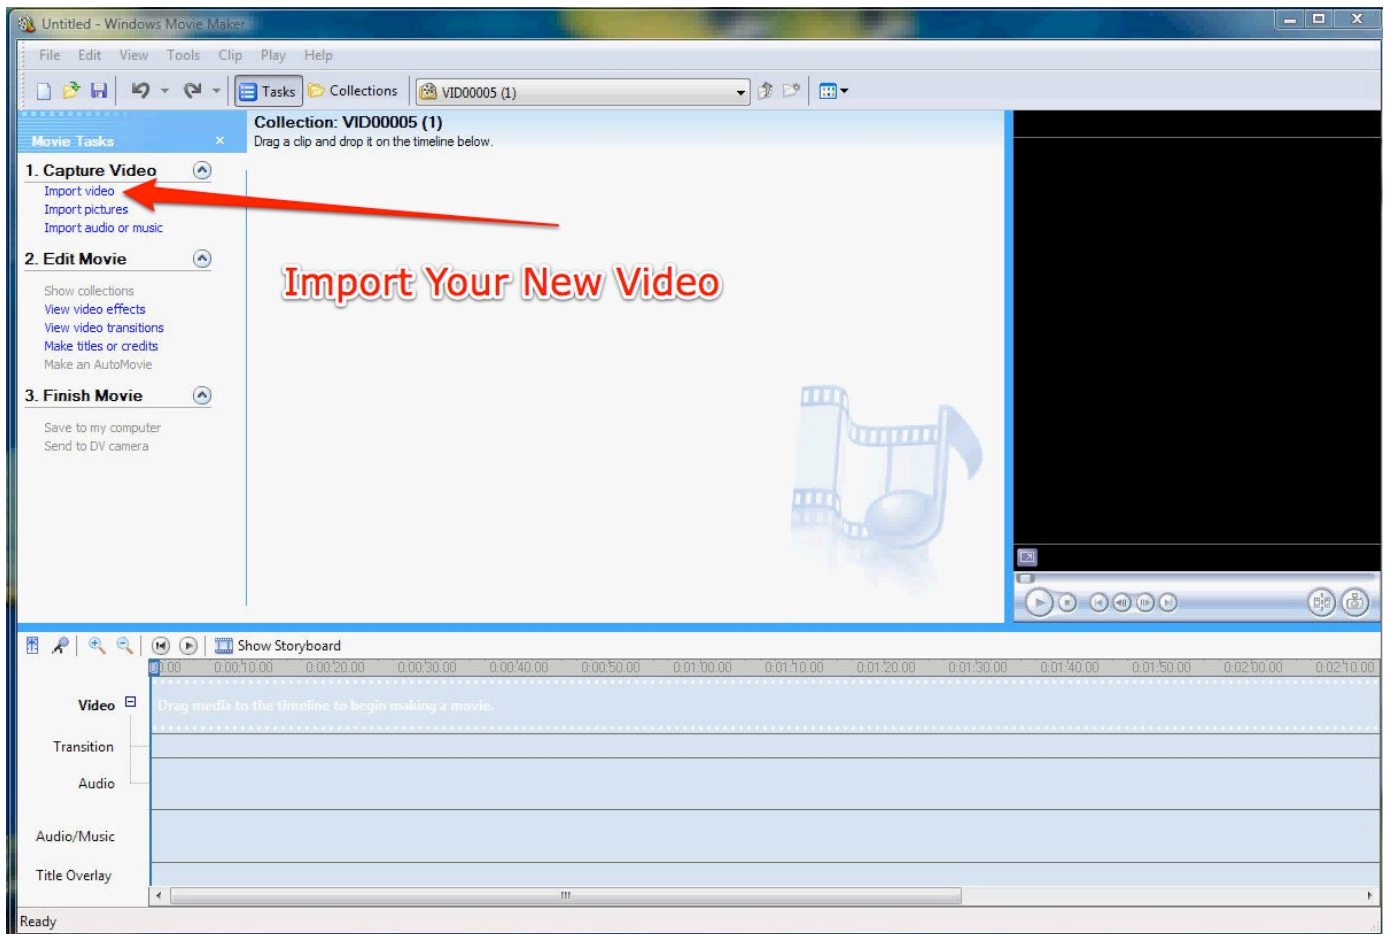 Untitled - Windows Movie Maker
File Edit View Tools Clip Play Help
Tasks Collections VID00005 (1)
Movie Tasks
Collection: VID00005 (1)
Drag a clip and drop it on the timeline below.
1. Capture Video
Import video
Import pictures
Import audio or music
2. Edit Movie
Show collections
View video effects
View video transitions
Make titles or credits
Make an AutoMovie
3. Finish Movie
Save to my computer
Send to DV camera
Import Your New Video
Show Storyboard
0:00:10.00 0:00:20.00 0:00:30.00 0:00:40.00 0:00:50.00 0:01:00.00 0:01:10.00 0:01:20.00 0:01:30.00 0:01:40.00 0:01:50.00 0:02:00.00 0:02:10.00
Video
Drag media to the timeline to begin making a movie.
Transition
Audio
Audio/Music
Title Overlay
Ready